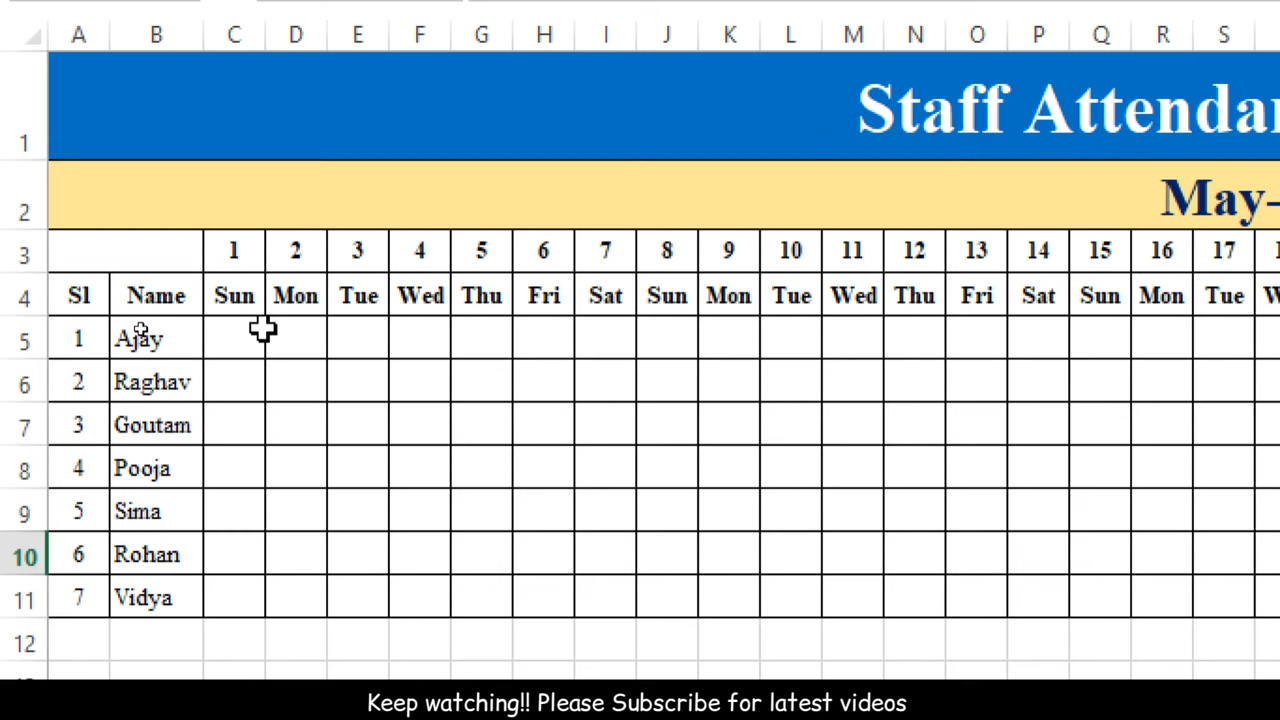 A B C D E F G H I J K L M N O P Q R S
1 Staff Attendar
2 May-
3 1 2 3 4 5 6 7 8 9 10 11 12 13 14 15 16 17
4 Sl Name Sun Mon Tue Wed Thu Fri Sat Sun Mon Tue Wed Thu Fri Sat Sun Mon Tue W
5 1 Ajay
6 2 Raghav
7 3 Goutam
8 4 Pooja
9 5 Sima
10 6 Rohan
11 7 Vidya
12
Keep watching!! Please Subscribe for latest videos